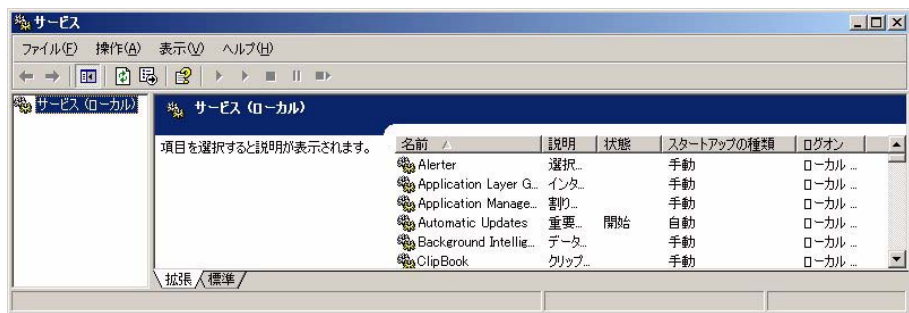 サービス
ファイル(F) 操作(A) 表示(V) ヘルプ(H)
サービス (ローカル)
サービス (ローカル)
項目を選択すると説明が表示されます。
名前 説明 状態 スタートアップの種類 ログオン
Alerter 選択... 手動 ローカル ...
Application Layer G... インタ... 手動 ローカル ...
Application Manage... 割り... 手動 ローカル ...
Automatic Updates 重要... 開始 自動 ローカル ...
Background Intellig... データ... 手動 ローカル ...
ClipBook クリップ... 手動 ローカル ...
拡張 標準